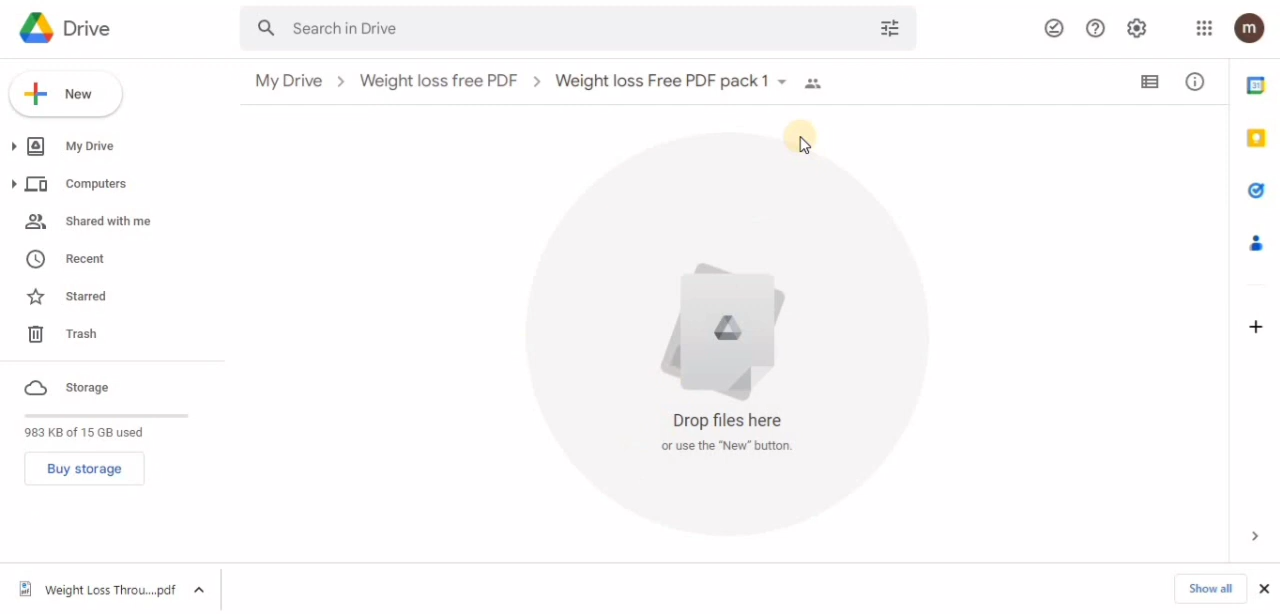 Drive
Search in Drive
m
New
My Drive
Weight loss free PDF
Weight loss Free PDF pack 1
31
My Drive
Computers
Shared with me
Recent
Starred
Trash
Storage
983 KB of 15 GB used
Buy storage
Drop files here
or use the “New” button.
Weight Loss Throu....pdf
Show all